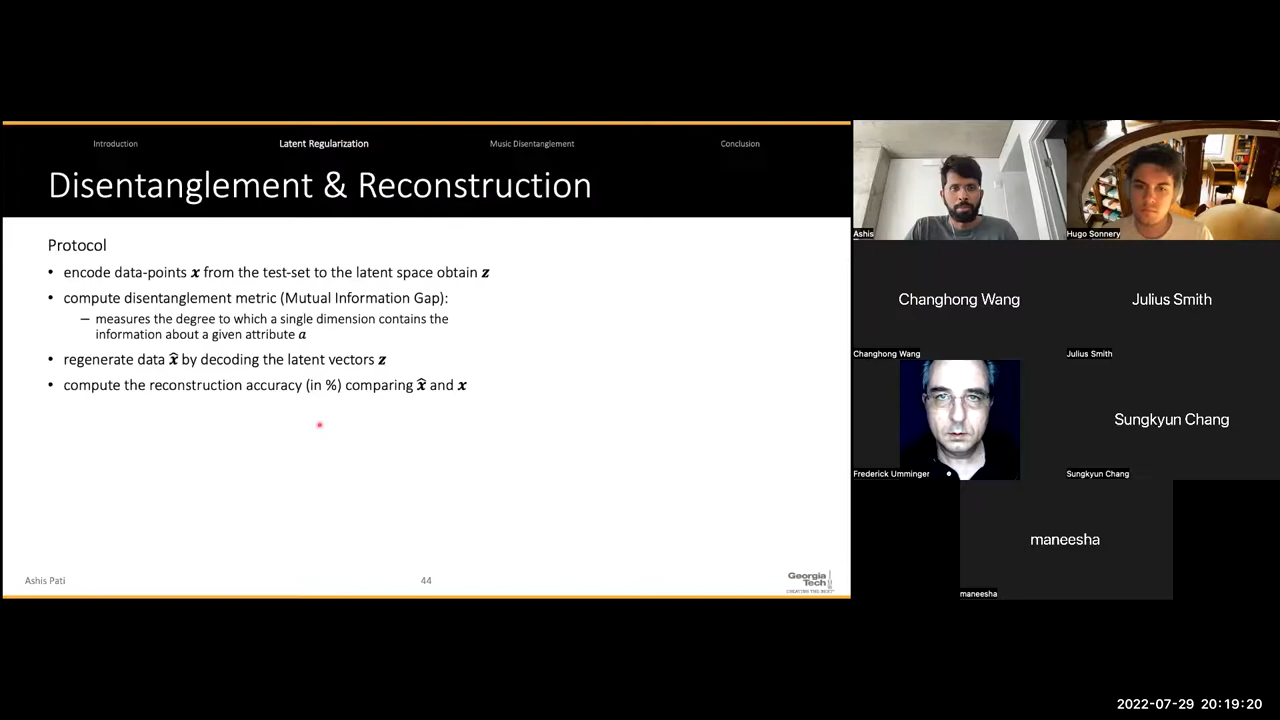 Introduction
Latent Regularization
Music Disentanglement
Conclusion
Disentanglement & Reconstruction
Protocol
• encode data-points x from the test-set to the latent space obtain z
• compute disentanglement metric (Mutual Information Gap):
– measures the degree to which a single dimension contains the
information about a given attribute a
• regenerate data x̂ by decoding the latent vectors z
• compute the reconstruction accuracy (in %) comparing x̂ and x
Ashis Pati
44
Georgia
Tech
CREATING THE NEXT
Ashis
Hugo Sonnery
Changhong Wang
Changhong Wang
Julius Smith
Julius Smith
Frederick Umminger
Sungkyun Chang
Sungkyun Chang
maneesha
maneesha
2022-07-29 20:19:20